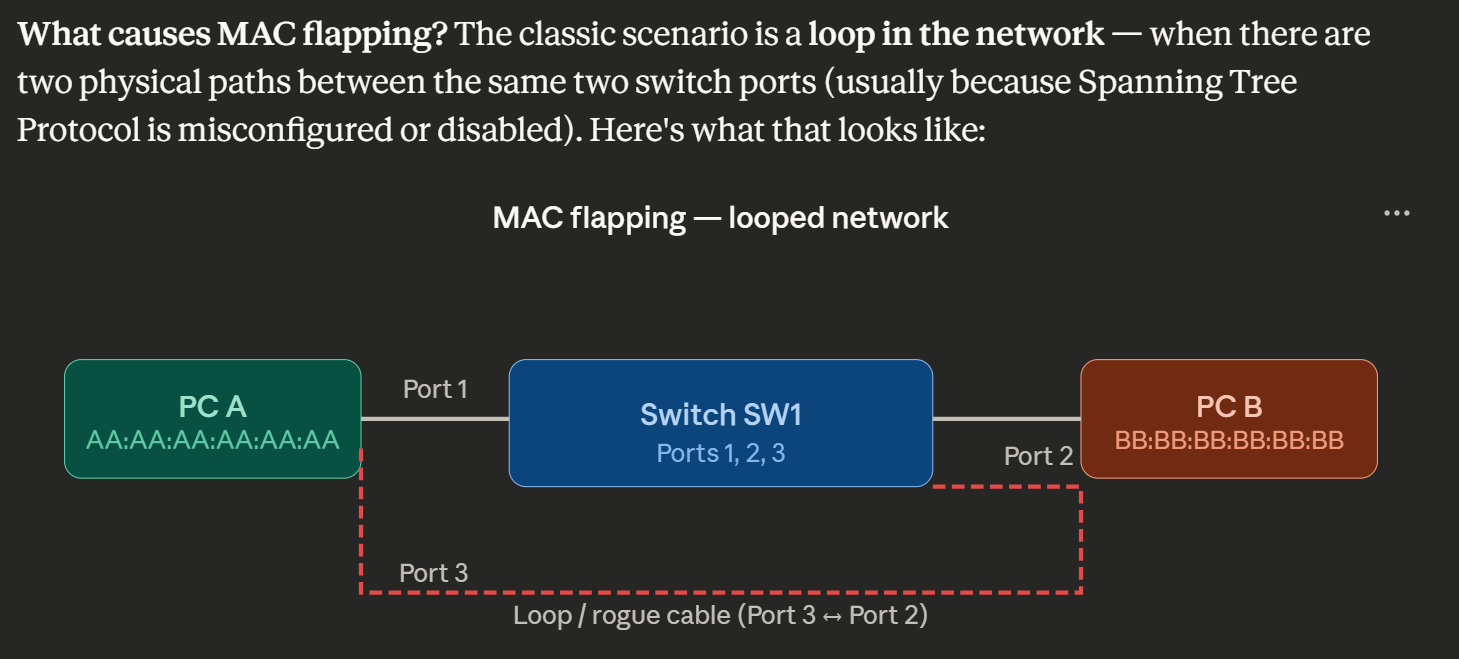 What causes MAC flapping? The classic scenario is a loop in the network — when there are
two physical paths between the same two switch ports (usually because Spanning Tree
Protocol is misconfigured or disabled). Here's what that looks like:
MAC flapping — looped network
PC A
AA:AA:AA:AA:AA:AA
Port 1
Switch SW1
Ports 1, 2, 3
Port 2
PC B
BB:BB:BB:BB:BB:BB
Port 3
Loop / rogue cable (Port 3 ↔ Port 2)